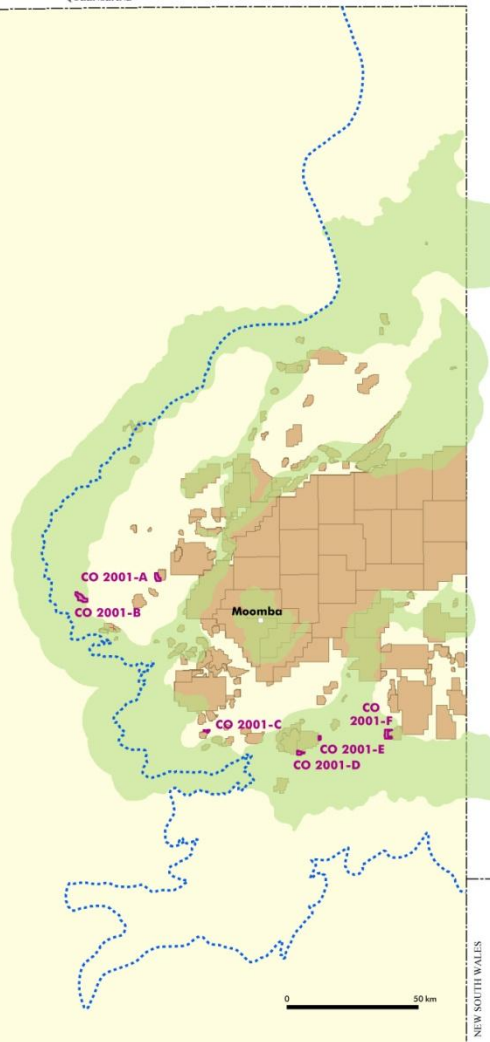 QUEENSLAND
CO 2001-A
CO 2001-B
Moomba
CO 2001-C
CO
2001-F
CO 2001-E
CO 2001-D
0 50 km
NEW SOUTH WALES